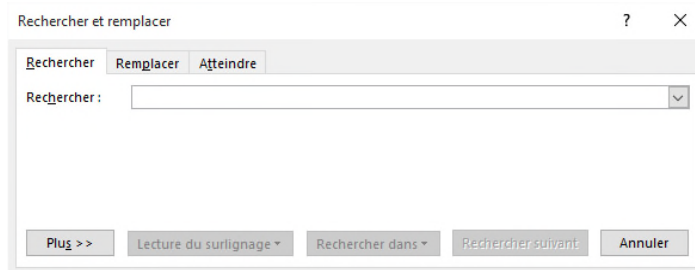 Rechercher et remplacer ?
Rechercher Remplacer Atteindre
Rechercher :
Plus >> Lecture du surlignage Rechercher dans Rechercher suivant Annuler